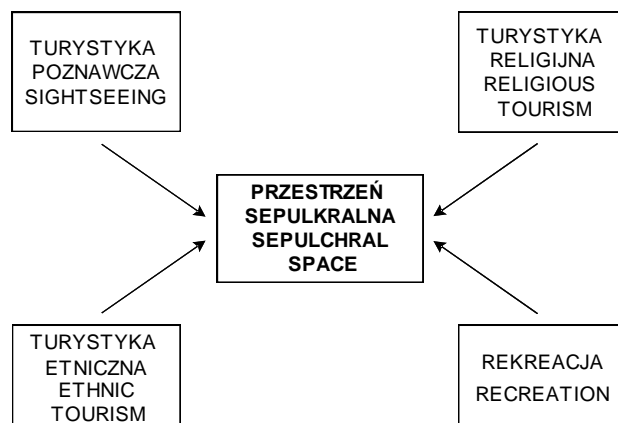 TURYSTYKA
POZNAWCZA
SIGHTSEEING
TURYSTYKA
RELIGIJNA
RELIGIOUS
TOURISM
PRZESTRZEŃ
SEPULKRALNA
SEPULCHRAL
SPACE
TURYSTYKA
ETNICZNA
ETHNIC
TOURISM
REKREACJA
RECREATION